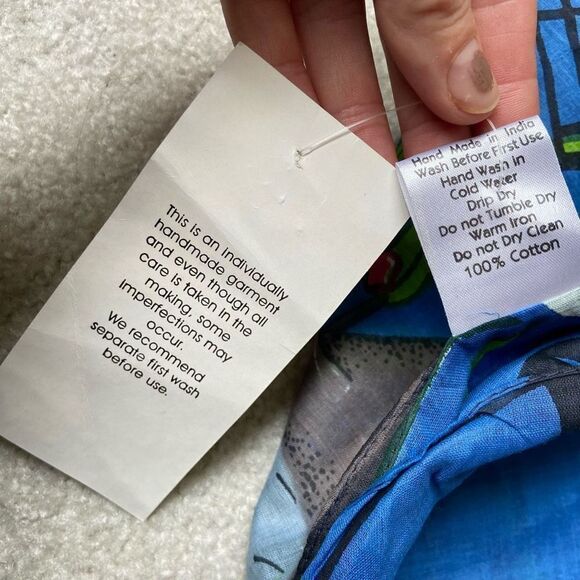 This is an individually
handmade garment
and even though all
care is taken in the
making, some
imperfections may
occur.
We recommend
separate first wash
before use.
Hand Made in India
Wash Before First Use
Hand Wash in
Cold Water
Drip Dry
Do not Tumble Dry
Warm Iron
Do not Dry Clean
100% Cotton